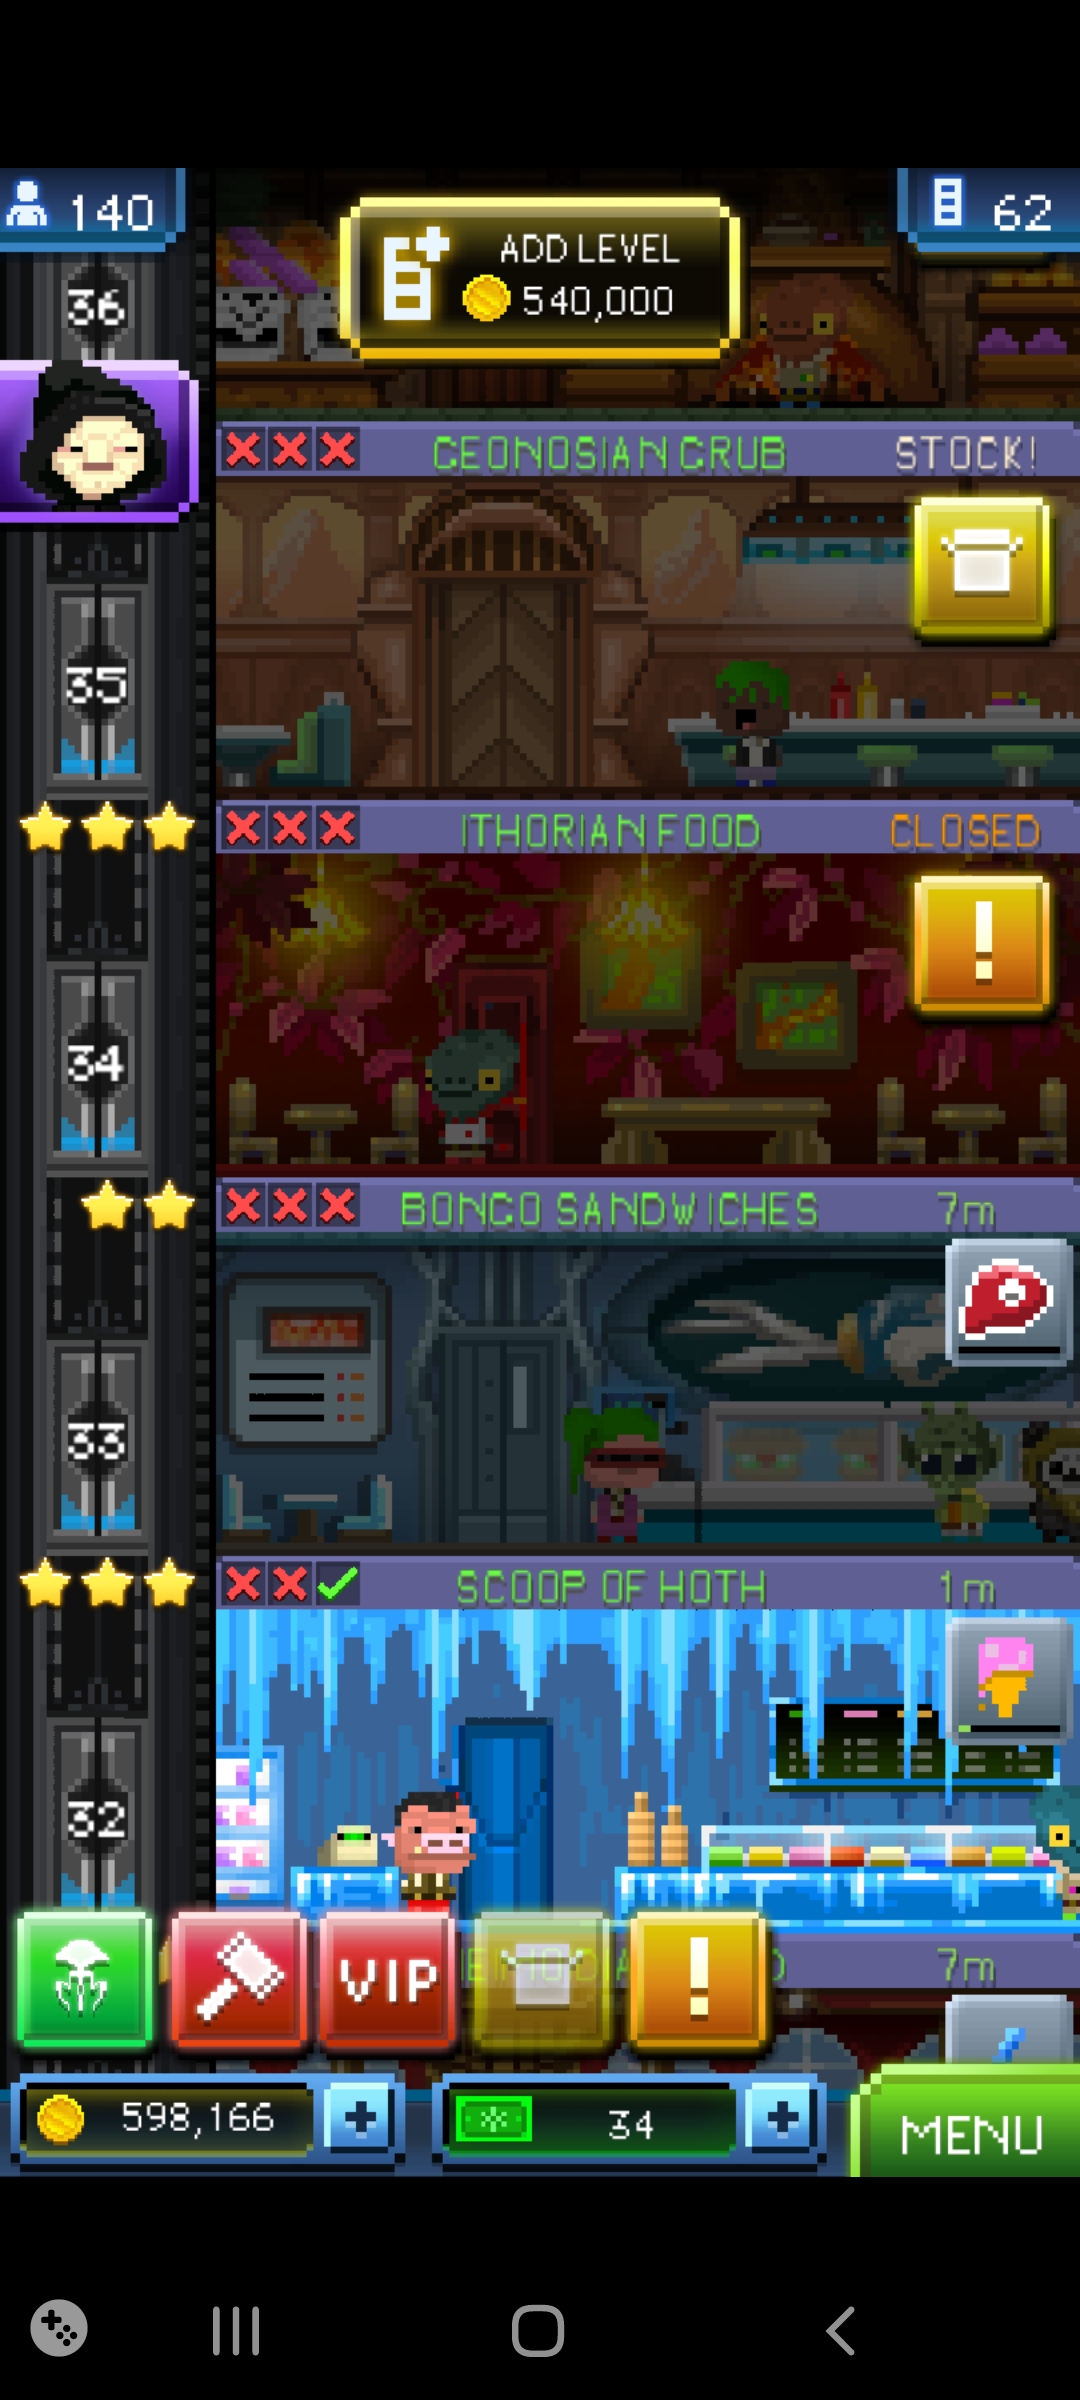 140
ADD LEVEL
540,000
62
36
CEONOSIAN GRUB
STOCK!
35
ITHORIAN FOOD
CLOSED
34
BONGO SANDWICHES
7m
33
SCOOP OF HOTH
1m
32
VIP
7m
598,166
34
MENU